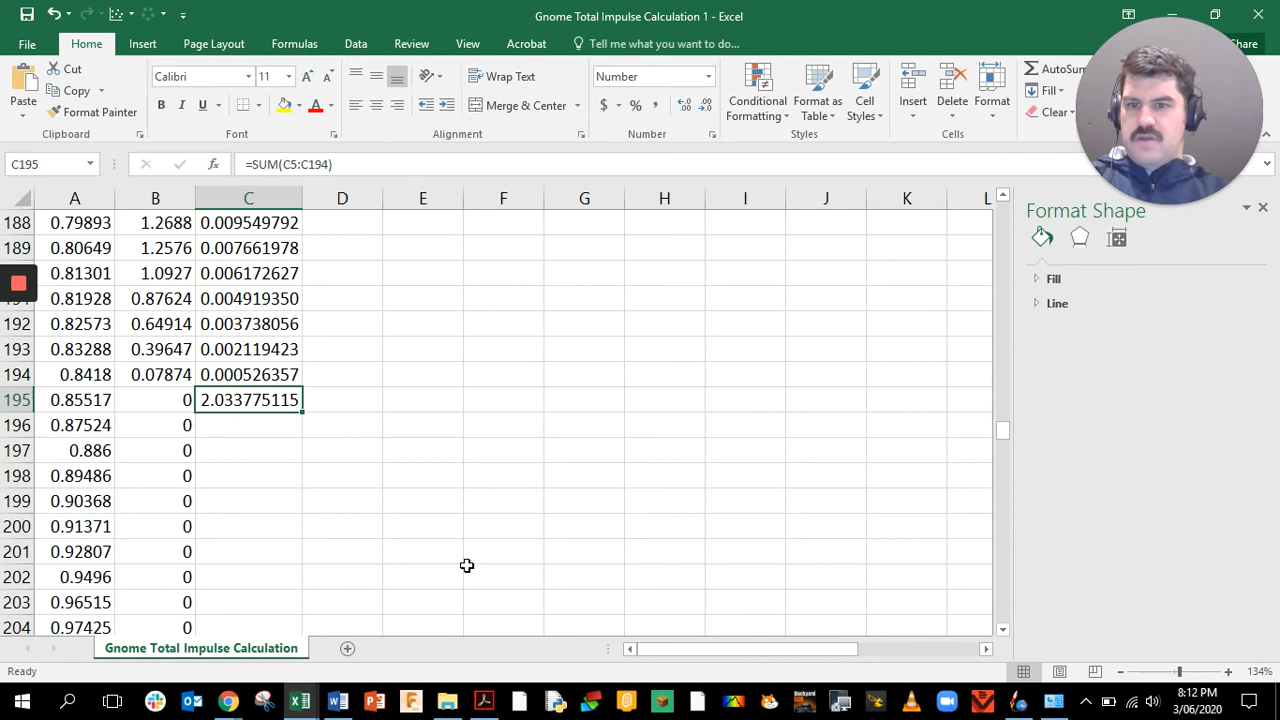 Gnome Total Impulse Calculation 1 - Excel
File Home Insert Page Layout Formulas Data Review View Acrobat Tell me what you want to do... Share
Paste
Cut
Copy
Format Painter
Calibri 11
B I U
Wrap Text
Merge & Center
Number
$ % ,
Conditional Formatting
Format as Table
Cell Styles
Insert
Delete
Format
AutoSum
Fill
Clear
Clipboard Font Alignment Number Styles Cells
C195 fx =SUM(C5:C194)
A B C D E F G H I J K L
188 0.79893 1.2688 0.009549792
189 0.80649 1.2576 0.007661978
0.81301 1.0927 0.006172627
0.81928 0.87624 0.004919350
192 0.82573 0.64914 0.003738056
193 0.83288 0.39647 0.002119423
194 0.8418 0.07874 0.000526357
195 0.85517 0 2.033775115
196 0.87524 0
197 0.886 0
198 0.89486 0
199 0.90368 0
200 0.91371 0
201 0.92807 0
202 0.9496 0
203 0.96515 0
204 0.97425 0
Format Shape
Fill
Line
Gnome Total Impulse Calculation
Ready
134%
8:12 PM
3/06/2020